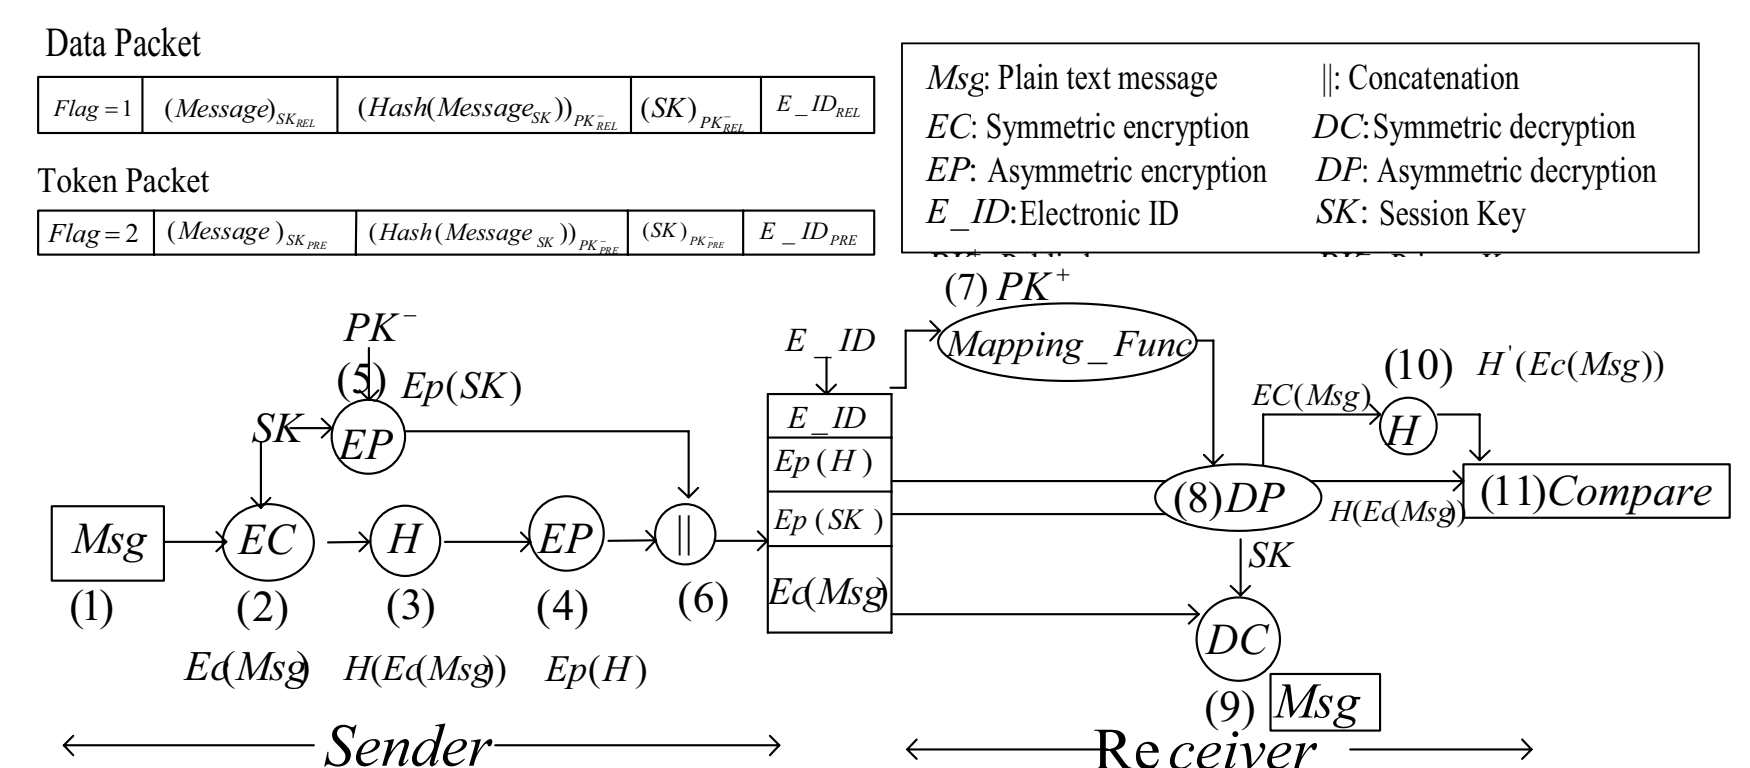 Data Packet
Flag = 1 (Message)SK_REL (Hash(Message_SK))PK⁻_REL (SK)PK⁻_REL E_ID_REL
Token Packet
Flag = 2 (Message)SK_PRE (Hash(Message_SK))PK⁻_PRE (SK)PK⁻_PRE E_ID_PRE
Msg: Plain text message ||: Concatenation
EC: Symmetric encryption DC: Symmetric decryption
EP: Asymmetric encryption DP: Asymmetric decryption
E_ID: Electronic ID SK: Session Key
(7) PK⁺
PK⁻
E_ID
Mapping_Func
(5) Ep(SK)
(10) H'(Ec(Msg))
EC(Msg)
SK
EP
E_ID
H
Ep(H)
(8) DP
(11) Compare
H(Ec(Msg))
Ep(SK)
Msg
EC
H
EP
||
SK
Ec(Msg)
(1)
(2)
(3)
(4)
(6)
DC
Ec(Msg)
H(Ec(Msg))
Ep(H)
(9)
Msg
Sender
Receiver